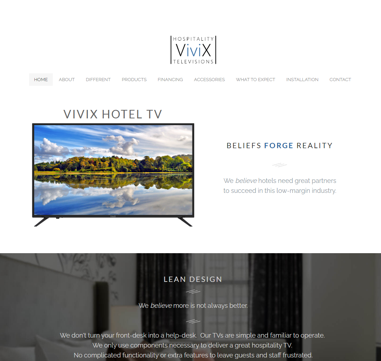 HOSPITALITY
ViviX
TELEVISIONS
HOME ABOUT DIFFERENT PRODUCTS FINANCING ACCESSORIES WHAT TO EXPECT INSTALLATION CONTACT
VIVIX HOTEL TV
BELIEFS FORGE REALITY
We believe hotels need great partners
to succeed in this low-margin industry.
LEAN DESIGN
We believe more is not always better.
We don't turn your front-desk into a help-desk. Our TVs are simple and familiar to operate.
We only use components necessary to deliver a great hospitality TV.
No complicated functionality or extra features to leave guests and staff frustrated.